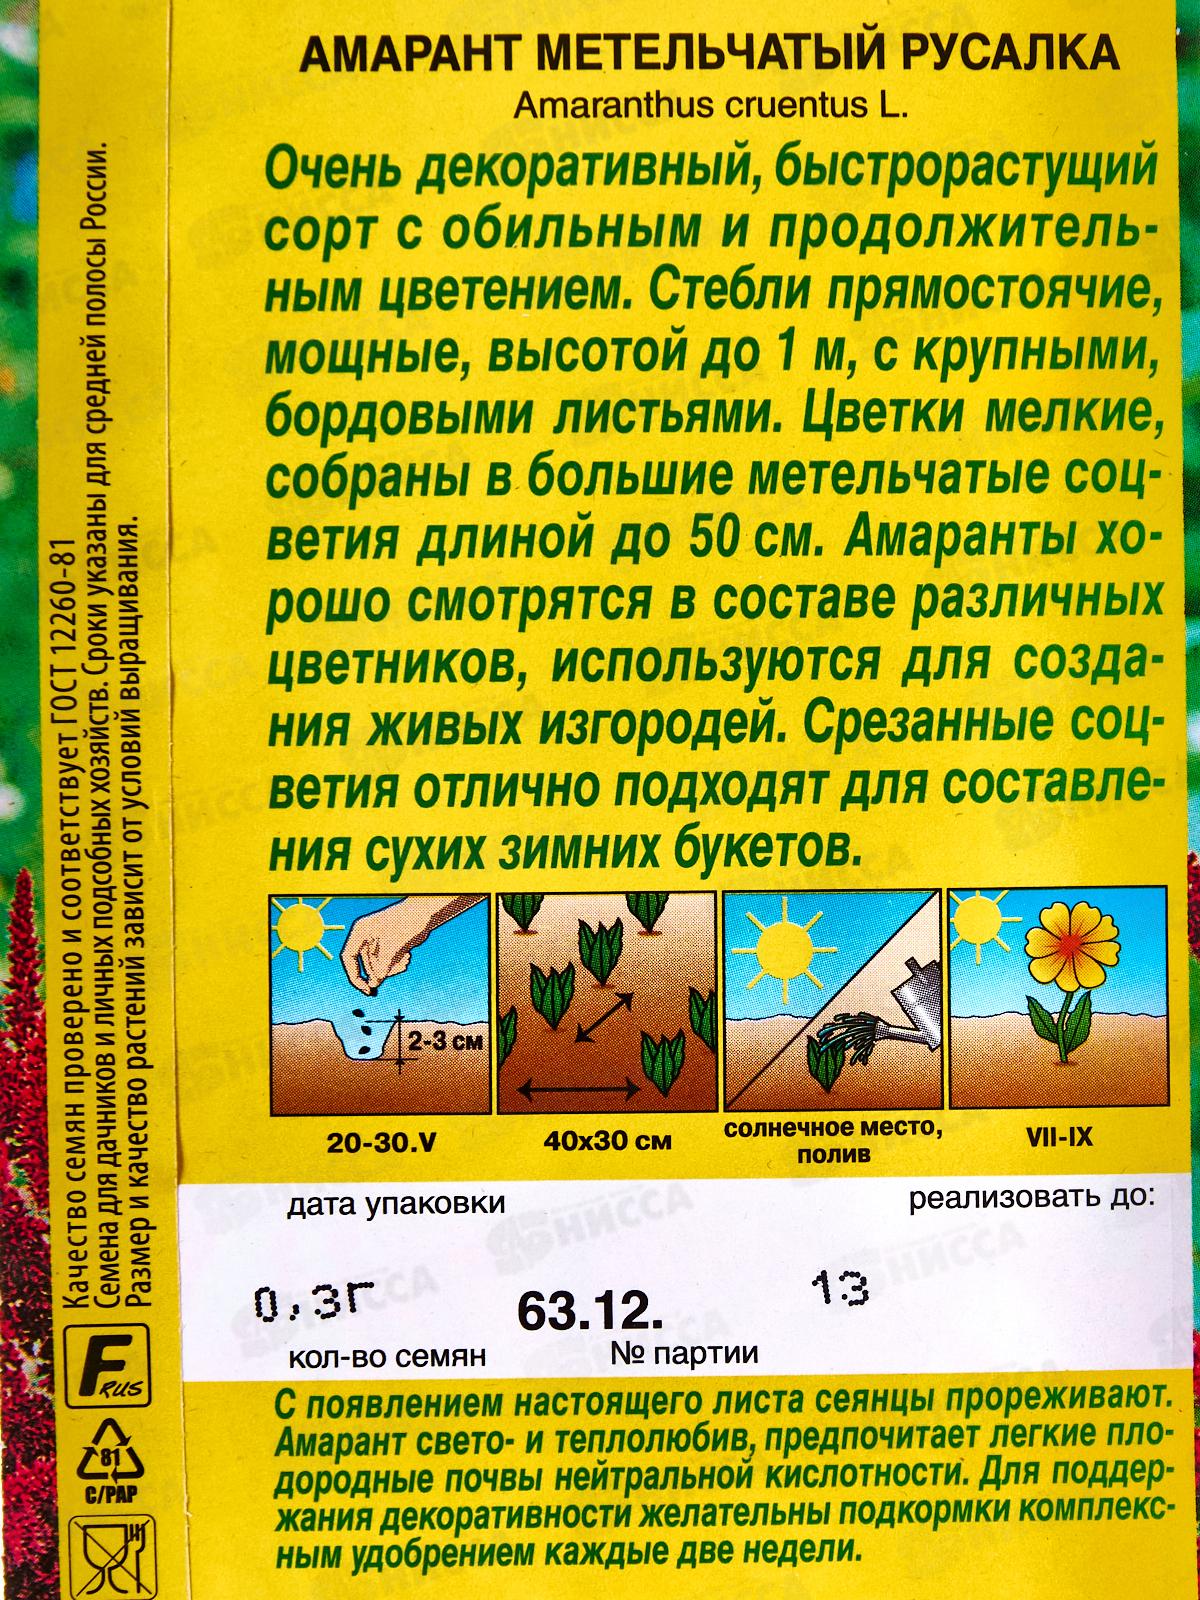 АМАРАНТ МЕТЕЛЬЧАТЫЙ РУСАЛКА
Amaranthus cruentus L.
Очень декоративный, быстрорастущий
сорт с обильным и продолжитель-
ным цветением. Стебли прямостоячие,
мощные, высотой до 1 м, с крупными,
бордовыми листьями. Цветки мелкие,
собраны в большие метельчатые соц-
ветия длиной до 50 см. Амаранты хо-
рошо смотрятся в составе различных
цветников, используются для созда-
ния живых изгородей. Срезанные соц-
ветия отлично подходят для составле-
ния сухих зимних букетов.
2-3 см
20-30.V
40х30 см
солнечное место,
полив
VII-IX
дата упаковки
реализовать до:
0,3г
63.12.
13
кол-во семян
№ партии
С появлением настоящего листа сеянцы прореживают.
Амарант свето- и теплолюбив, предпочитает легкие пло-
дородные почвы нейтральной кислотности. Для поддер-
жания декоративности желательны подкормки комплекс-
ным удобрением каждые две недели.
Качество семян проверено и соответствует ГОСТ 12260-81
Семена для дачников и личных подсобных хозяйств. Сроки указаны для средней полосы России.
Размер и качество растений зависит от условий выращивания.
F RUS
81
C/PAP